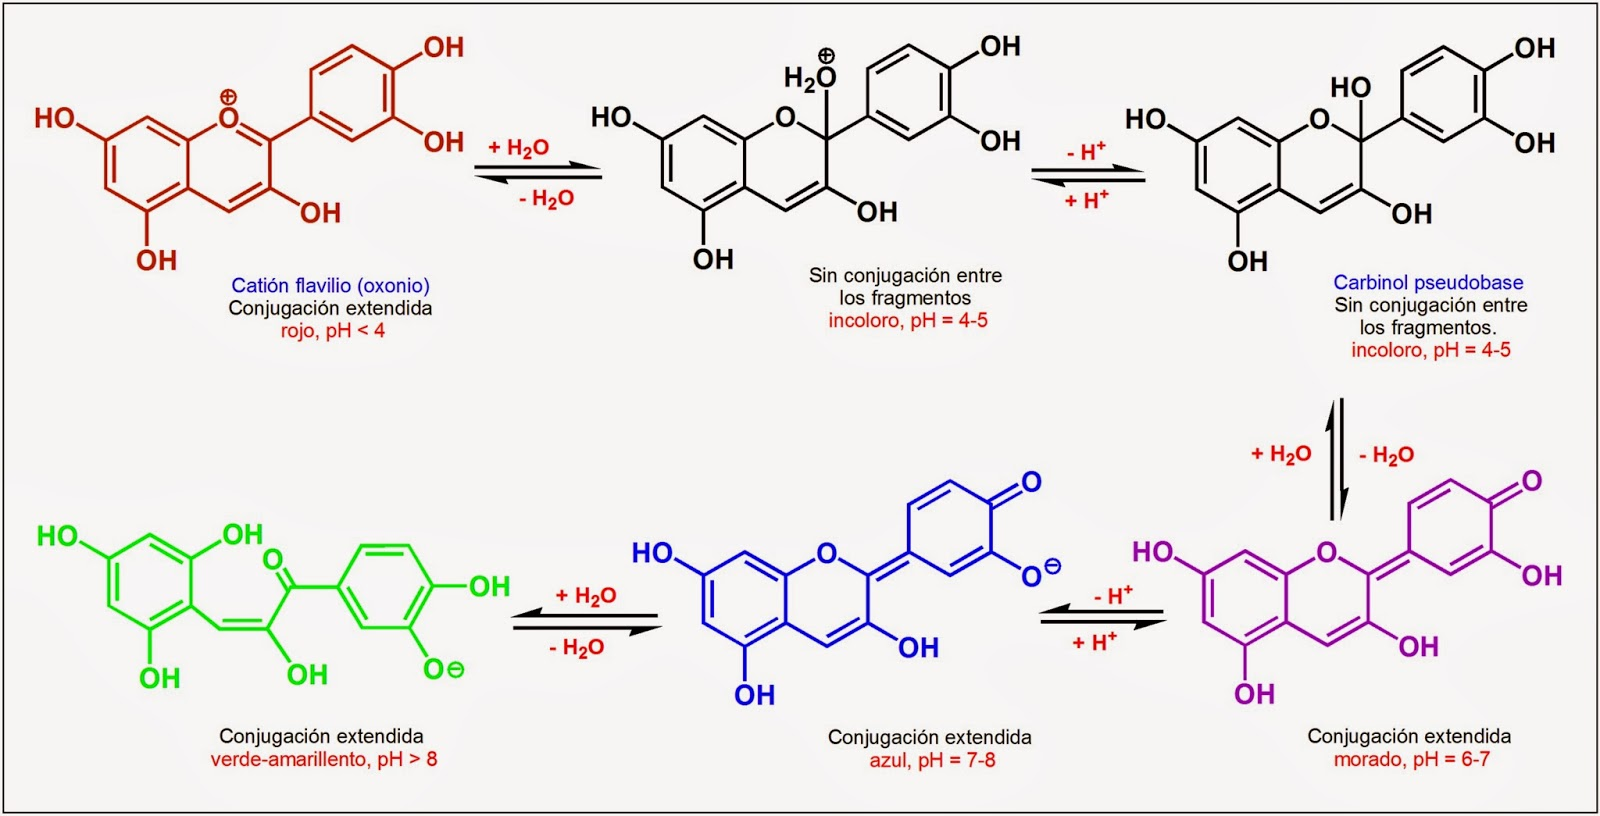 OH
HO
O
⊕
OH
OH
OH
+ H2O
- H2O
⊕
H2O
OH
HO
O
OH
OH
OH
- H+
+ H+
HO
OH
HO
O
OH
OH
OH
Catión flavilio (oxonio)
Conjugación extendida
rojo, pH < 4
Sin conjugación entre
los fragmentos
incoloro, pH = 4-5
Carbinol pseudobase
Sin conjugación entre
los fragmentos.
incoloro, pH = 4-5
+ H2O
- H2O
HO
OH
O
OH
O⊖
OH
OH
+ H2O
- H2O
HO
O
O
O⊖
OH
OH
- H+
+ H+
HO
O
O
OH
OH
OH
Conjugación extendida
verde-amarillento, pH > 8
Conjugación extendida
azul, pH = 7-8
Conjugación extendida
morado, pH = 6-7